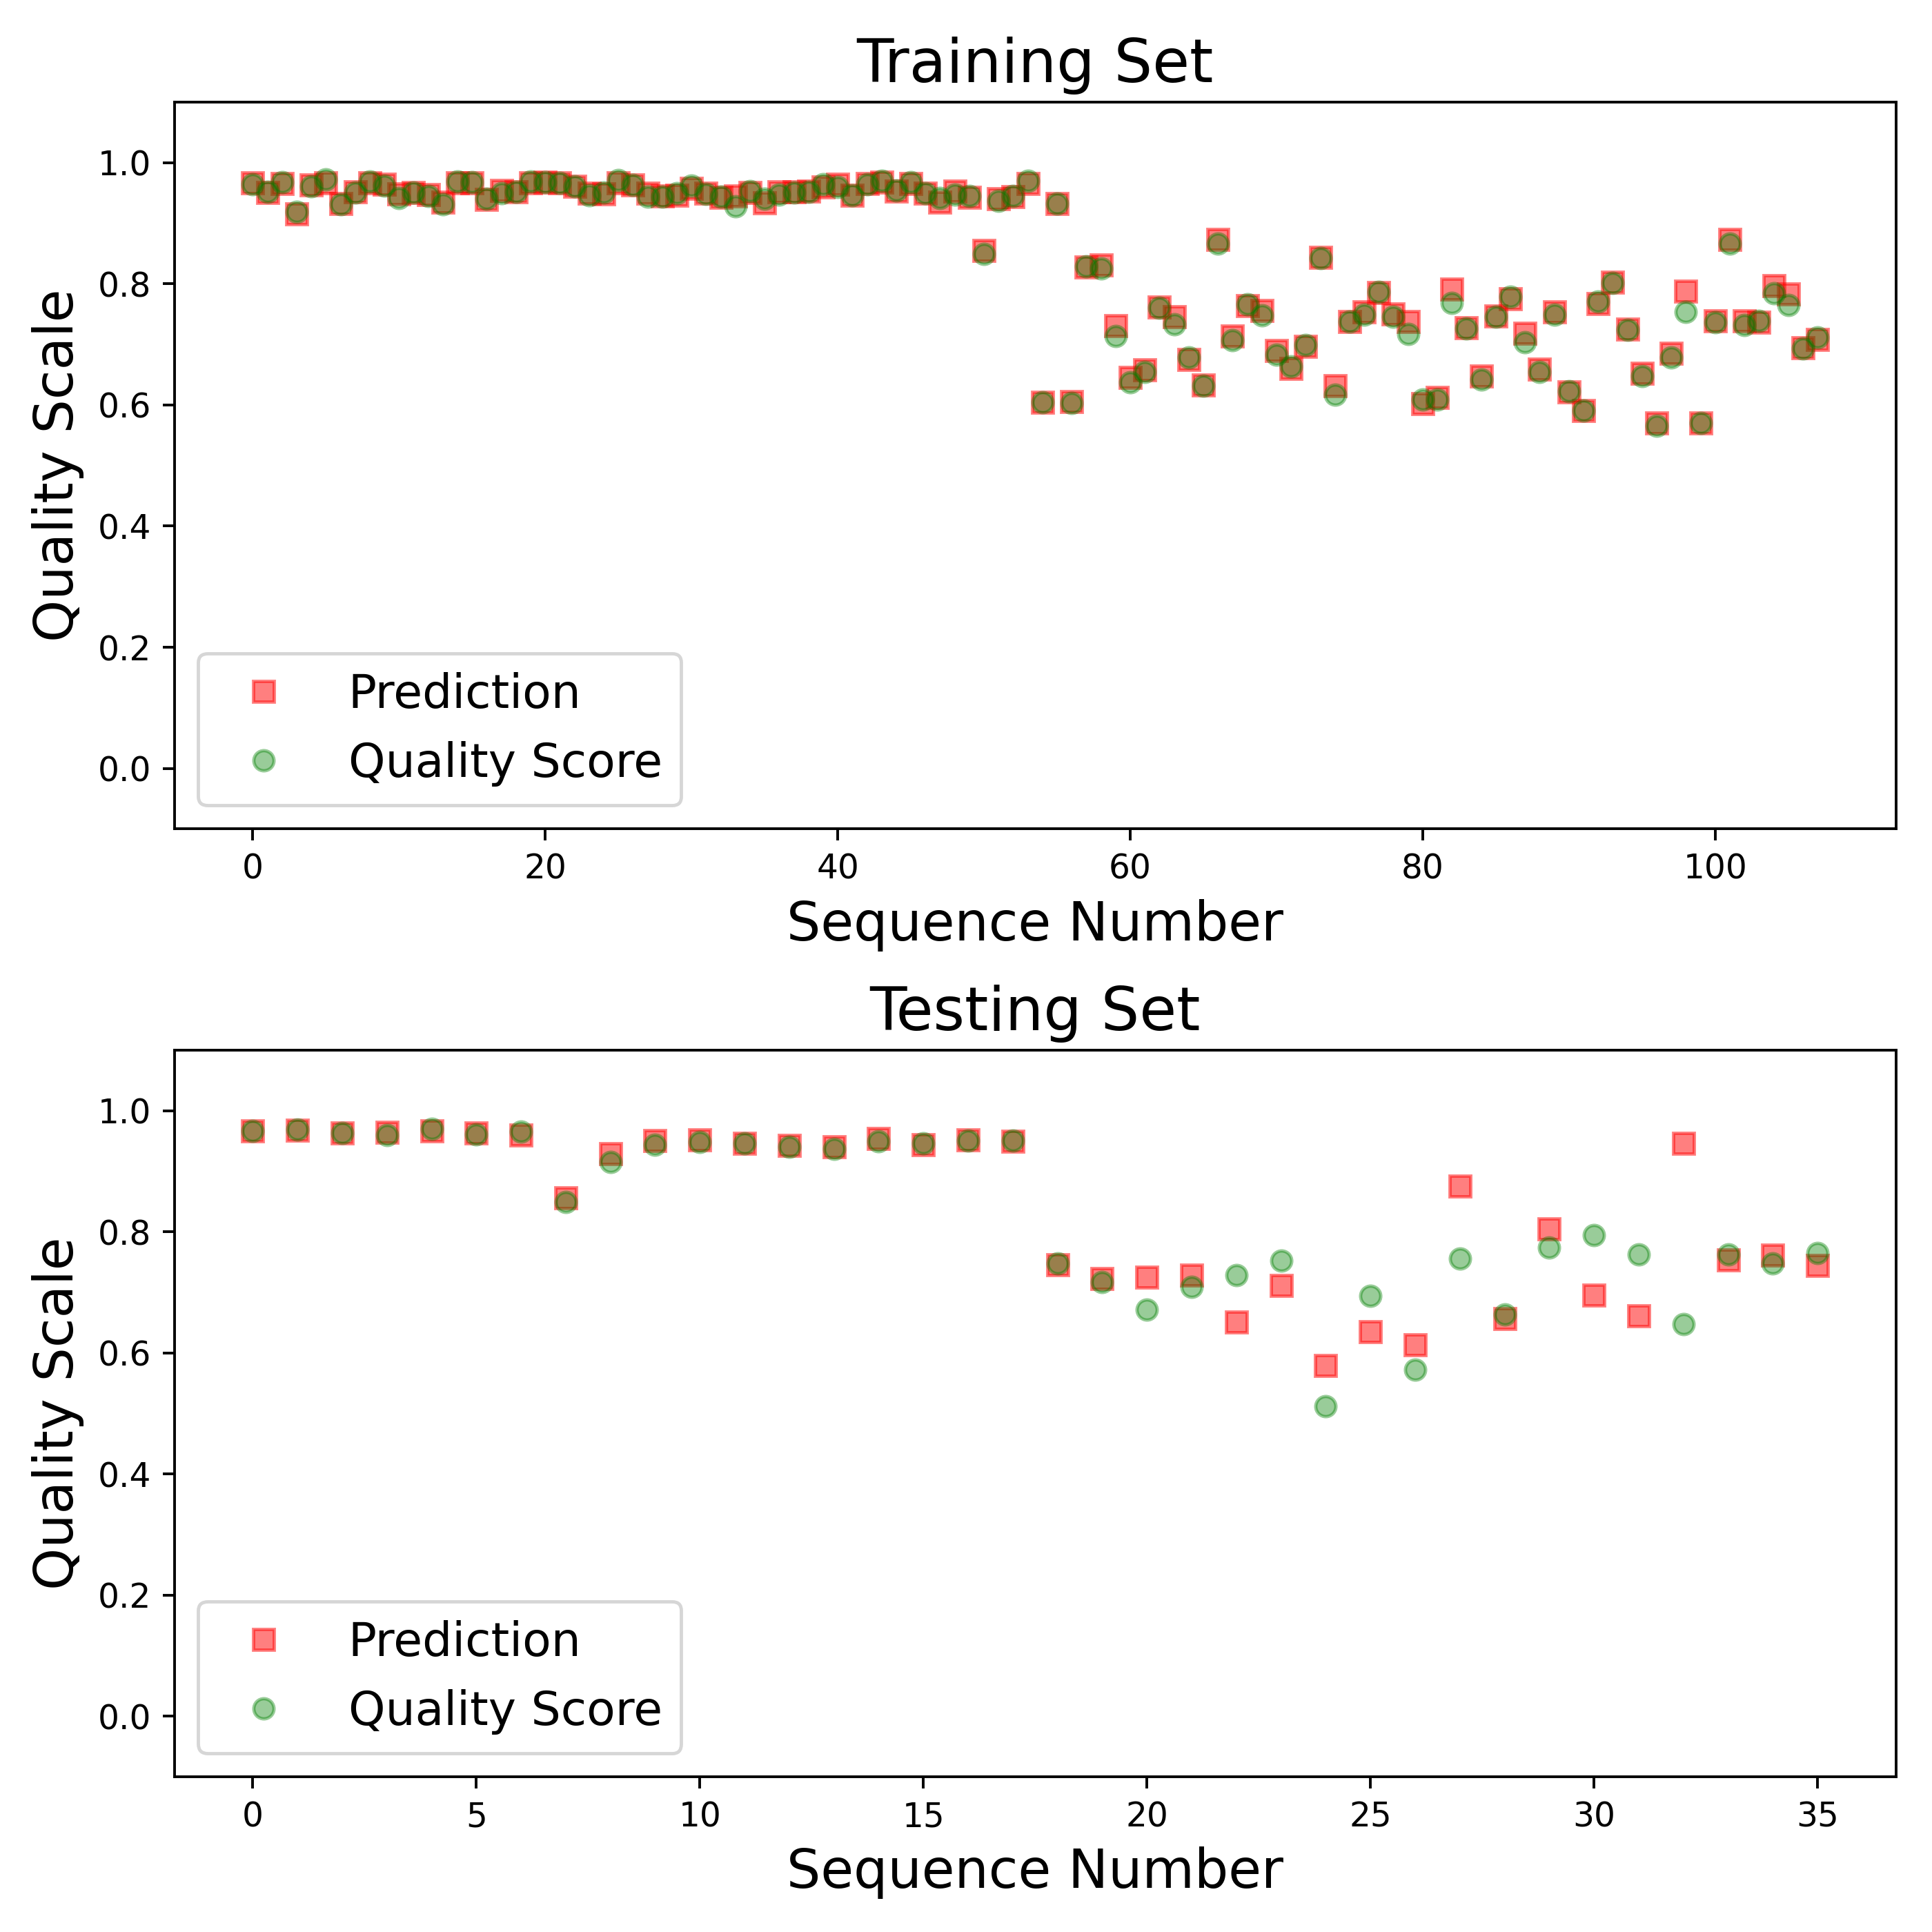 Training Set
Quality Scale
1.0
0.8
0.6
0.4
0.2
0.0
Prediction
Quality Score
0 20 40 60 80 100
Sequence Number
Testing Set
Quality Scale
1.0
0.8
0.6
0.4
0.2
0.0
Prediction
Quality Score
0 5 10 15 20 25 30 35
Sequence Number